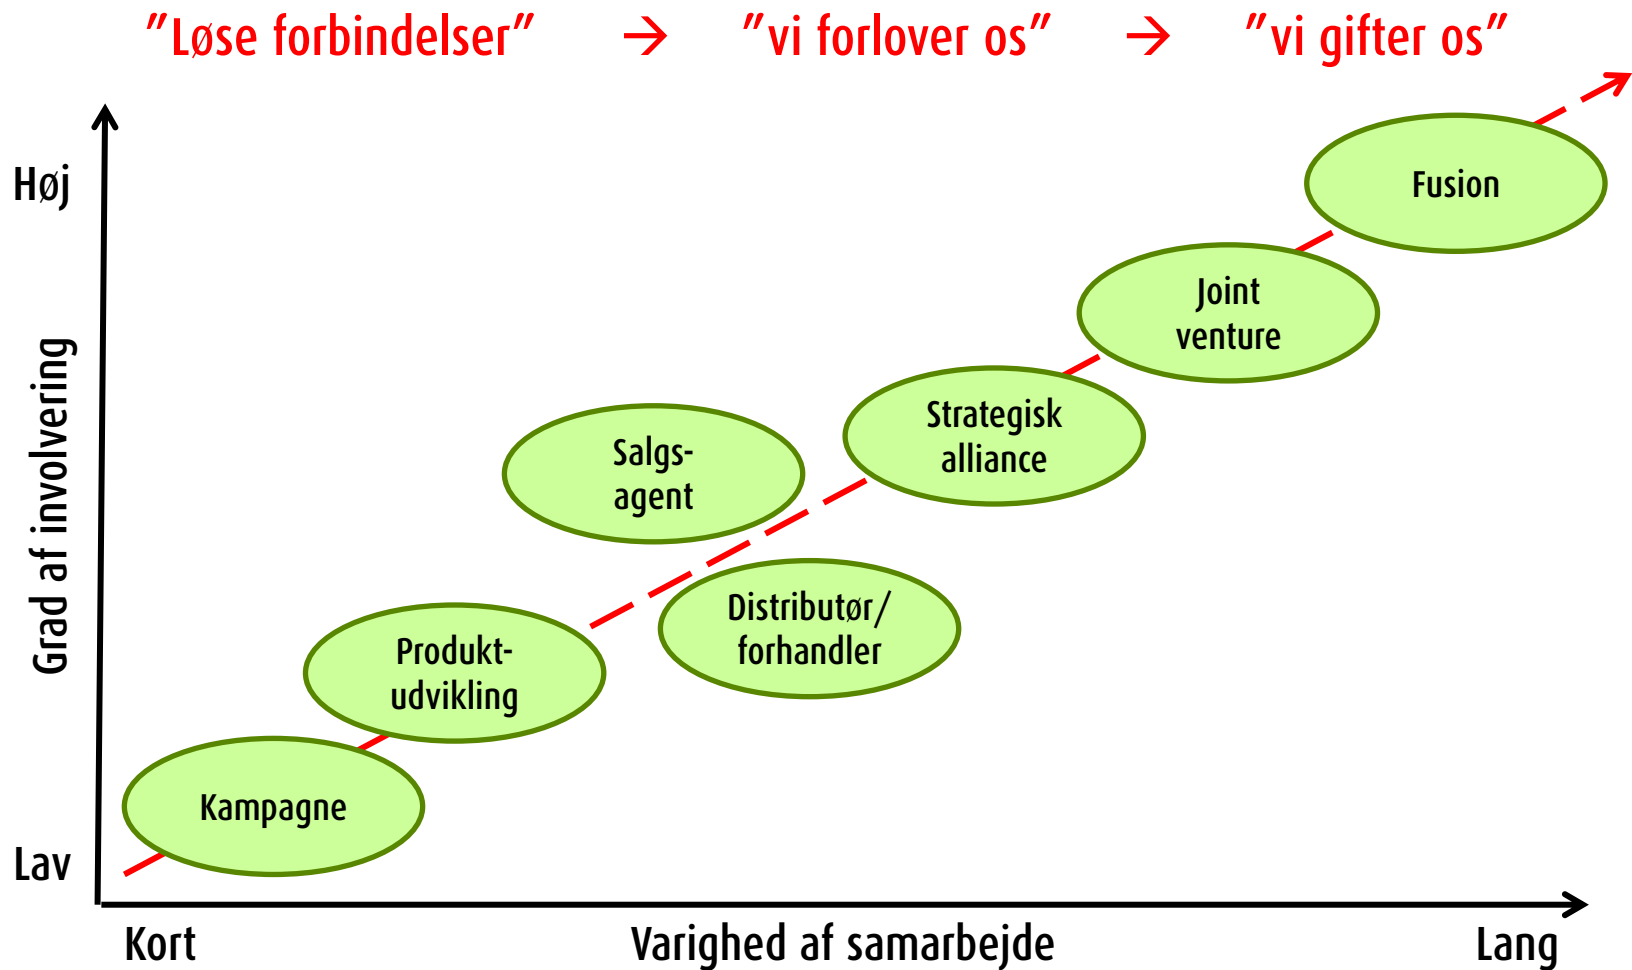 ”Løse forbindelser” → ”vi forlover os” → ”vi gifter os”
Høj
Fusion
Joint
venture
Strategisk
alliance
Salgs-
agent
Distributør/
forhandler
Produkt-
udvikling
Kampagne
Grad af involvering
Lav
Kort
Varighed af samarbejde
Lang